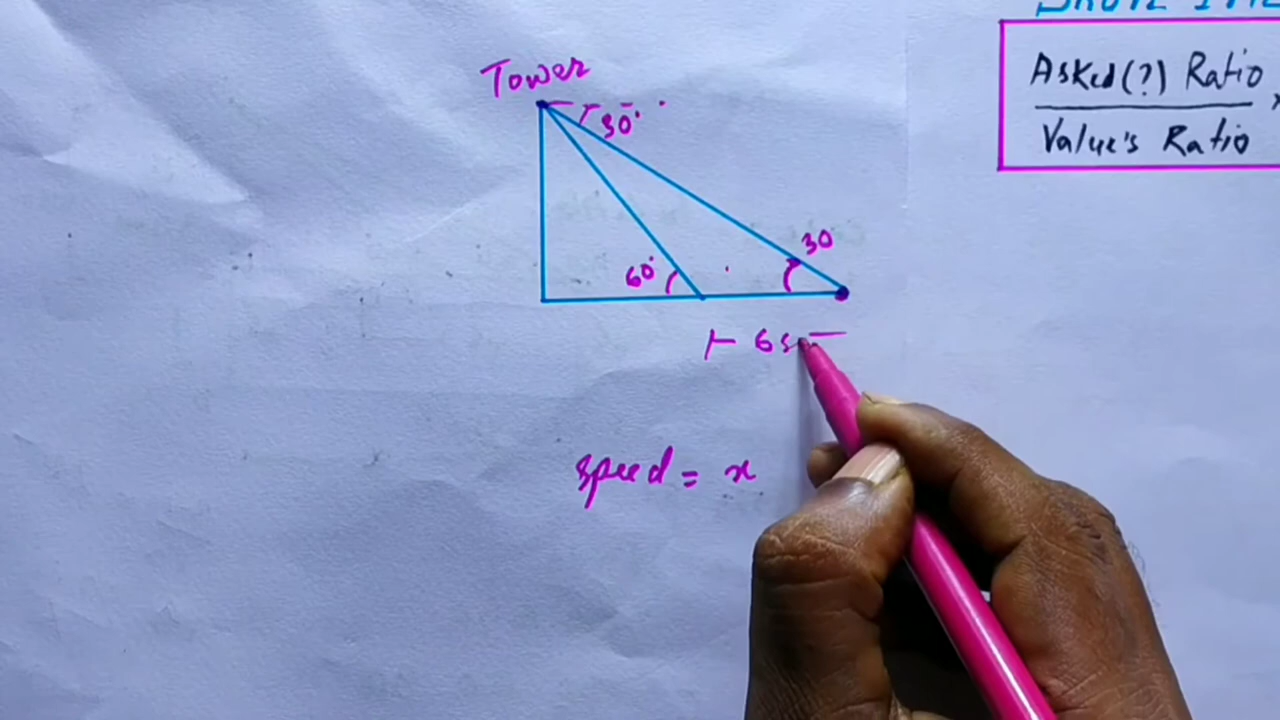 Tower
30°
60°
30
6s
speed = x
Asked(?) Ratio
Value's Ratio